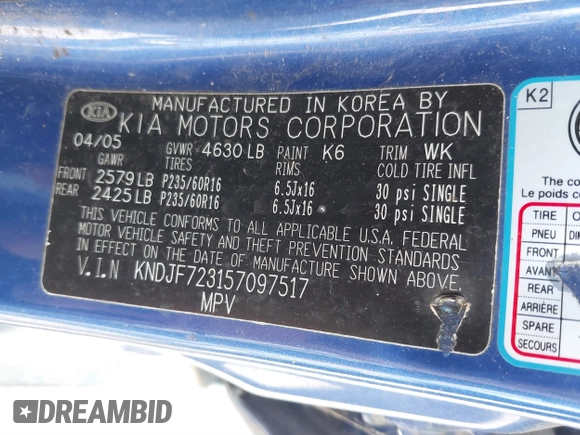 MANUFACTURED IN KOREA BY
KIA KIA MOTORS CORPORATION
04/05 GVWR 4630 LB PAINT K6 TRIM WK
GAWR TIRES RIMS COLD TIRE INFL
FRONT 2579 LB P235/60R16 6.5Jx16 30 psi SINGLE
REAR 2425 LB P235/60R16 6.5Jx16 30 psi SINGLE
THIS VEHICLE CONFORMS TO ALL APPLICABLE U.S.A. FEDERAL
MOTOR VEHICLE SAFETY AND THEFT PREVENTION STANDARDS
IN EFFECT ON THE DATE OF MANUFACTURE SHOWN ABOVE.
V.I.N KNDJF723157097517
MPV
K2
The c
Le poids c
TIRE
PNEU
FRONT
AVANT
REAR
ARRIÈRE
SPARE
SECOURS
DREAMBID